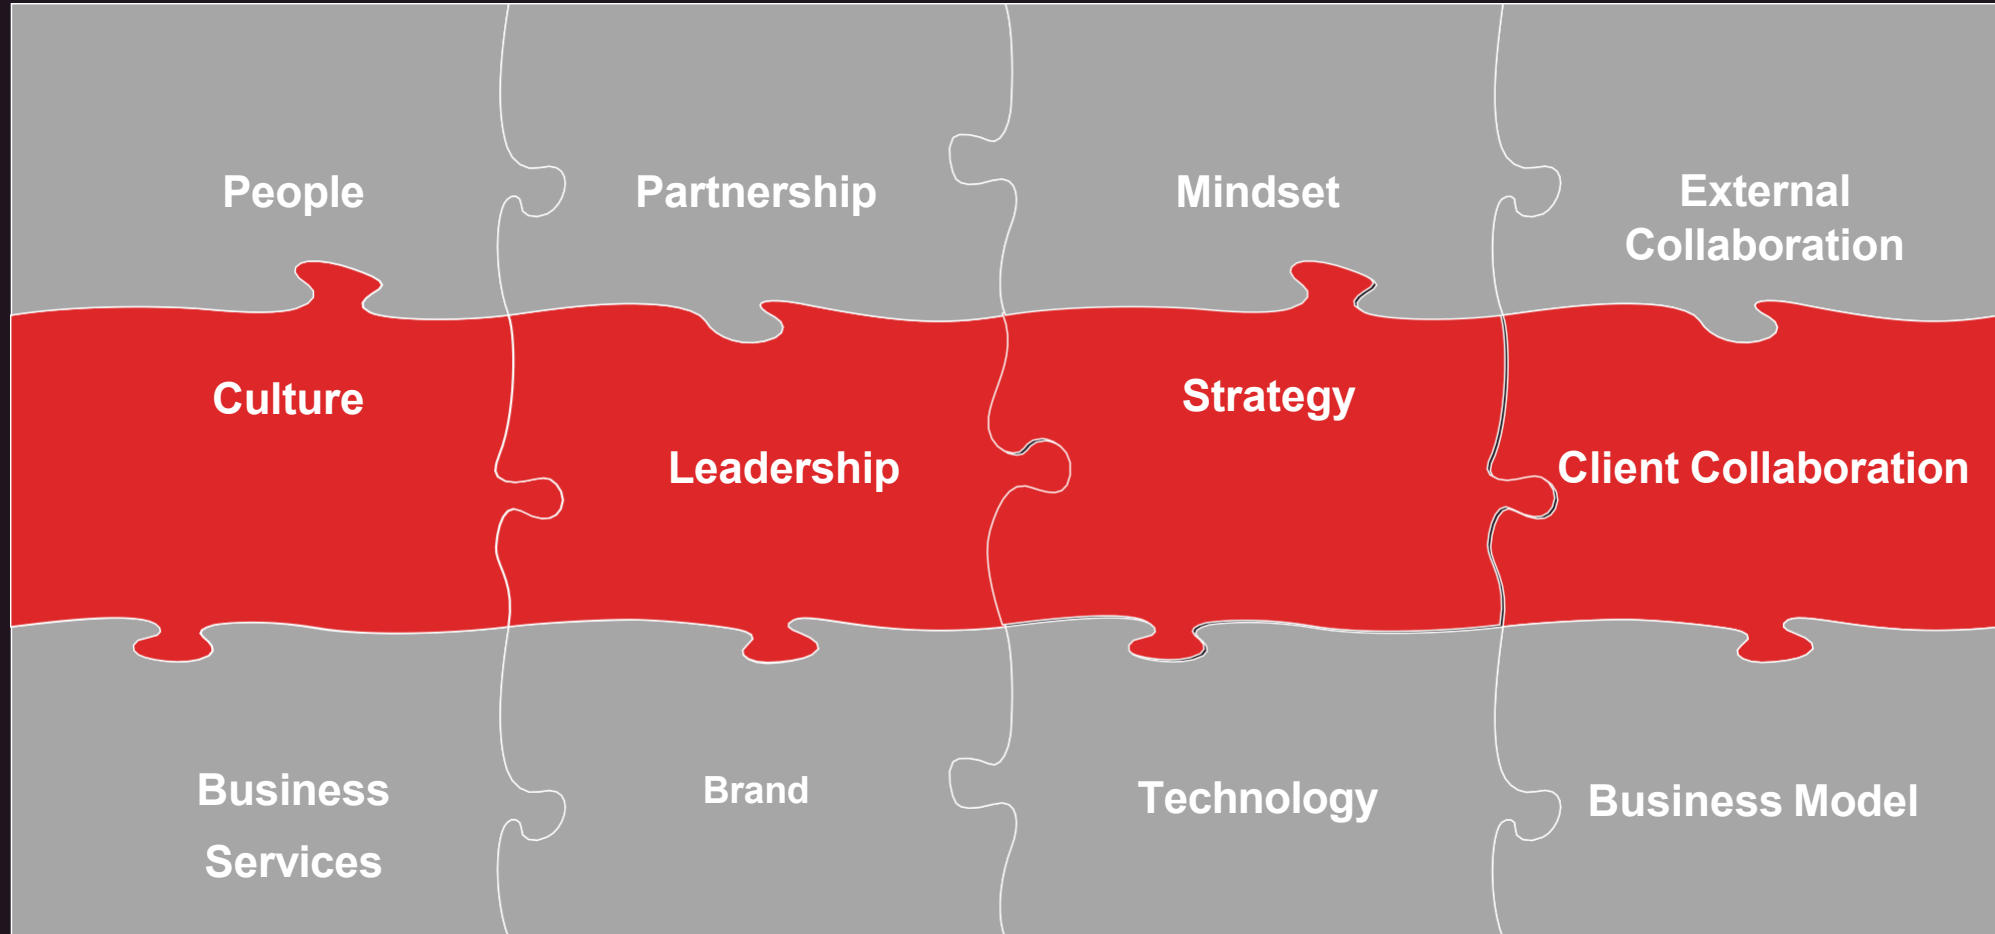 People
Partnership
Mindset
External
Collaboration
Culture
Leadership
Strategy
Client Collaboration
Business
Services
Brand
Technology
Business Model